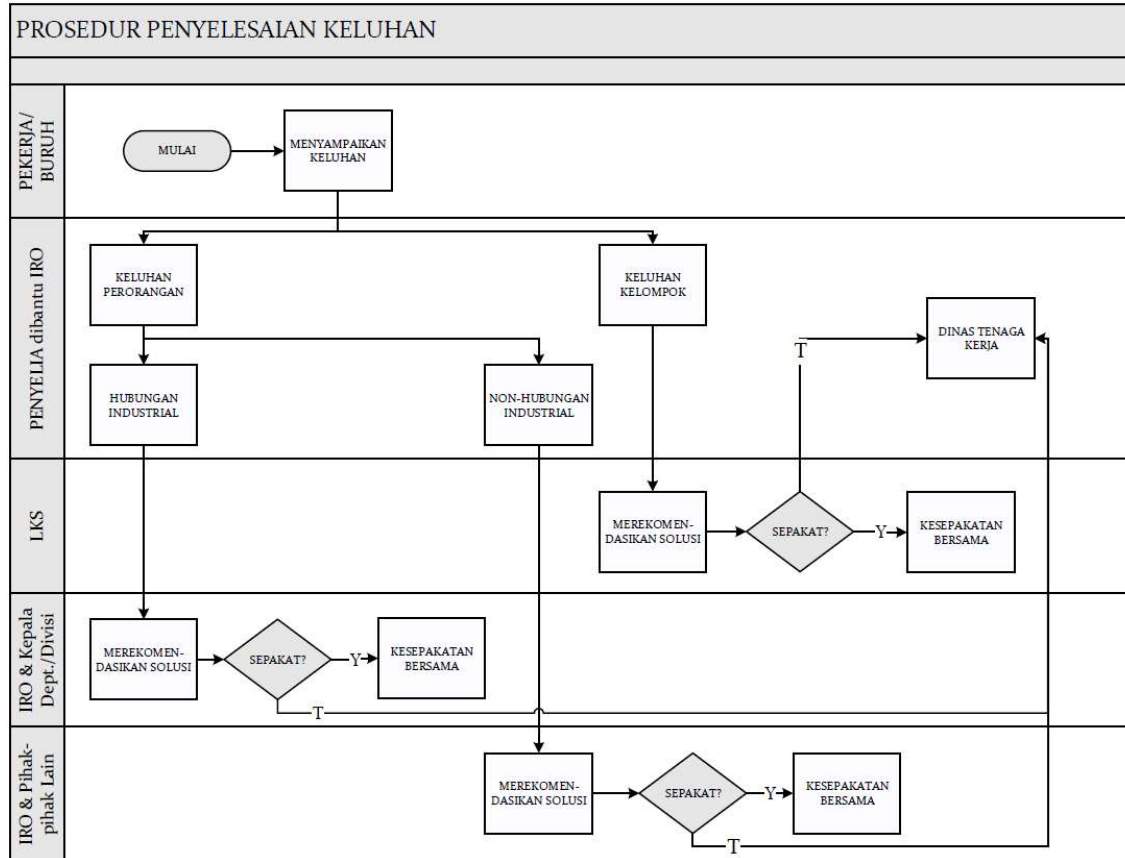 PROSEDUR PENYELESAIAN KELUHAN
PEKERJA/
BURUH
MULAI
MENYAMPAIKAN
KELUHAN
PENYELIA dibantu IRO
KELUHAN
PERORANGAN
KELUHAN
KELOMPOK
DINAS TENAGA
KERJA
T
HUBUNGAN
INDUSTRIAL
NON-HUBUNGAN
INDUSTRIAL
LKS
MEREKOMEN-
DASIKAN SOLUSI
SEPAKAT?
Y
KESEPAKATAN
BERSAMA
IRO & Kepala
Dept./Divisi
MEREKOMEN-
DASIKAN SOLUSI
SEPAKAT?
Y
KESEPAKATAN
BERSAMA
T
IRO & Pihak-
pihak Lain
MEREKOMEN-
DASIKAN SOLUSI
SEPAKAT?
Y
KESEPAKATAN
BERSAMA
T